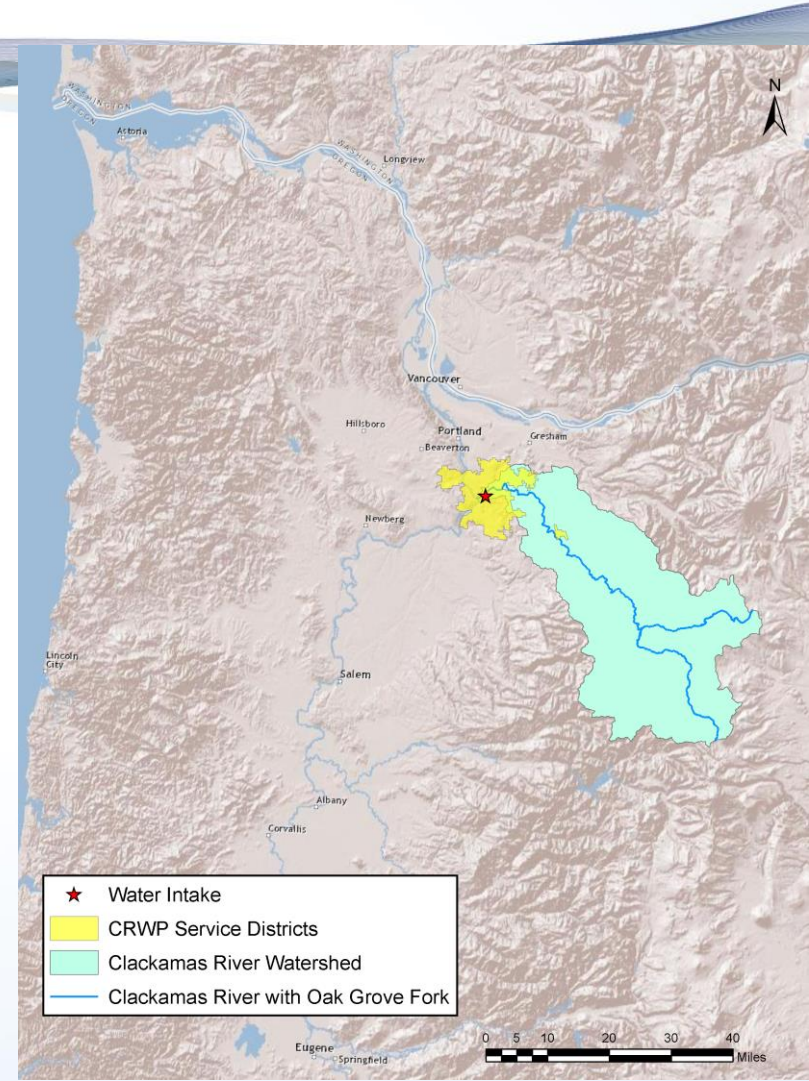 N
WASHINGTON
OREGON
Astoria
WASHINGTON
OREGON
Longview
Vancouver
Hillsboro
Portland
Gresham
Beaverton
Newberg
Lincoln
City
Salem
Albany
Corvallis
Water Intake
CRWP Service Districts
Clackamas River Watershed
Clackamas River with Oak Grove Fork
Eugene
Springfield
0 5 10 20 30 40
Miles